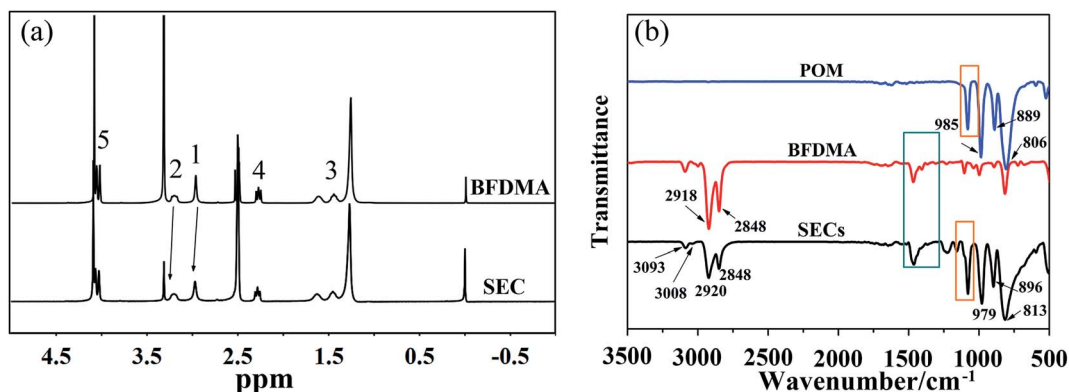 (a)
5
2
1
4
3
BFDMA
SEC
4.5 3.5 2.5 1.5 0.5 -0.5
ppm
(b)
POM
985
889
806
BFDMA
2918
2848
SECs
3093
3008
2920
2848
979
896
813
Transmittance
3500 3000 2500 2000 1500 1000 500
Wavenumber/cm-1